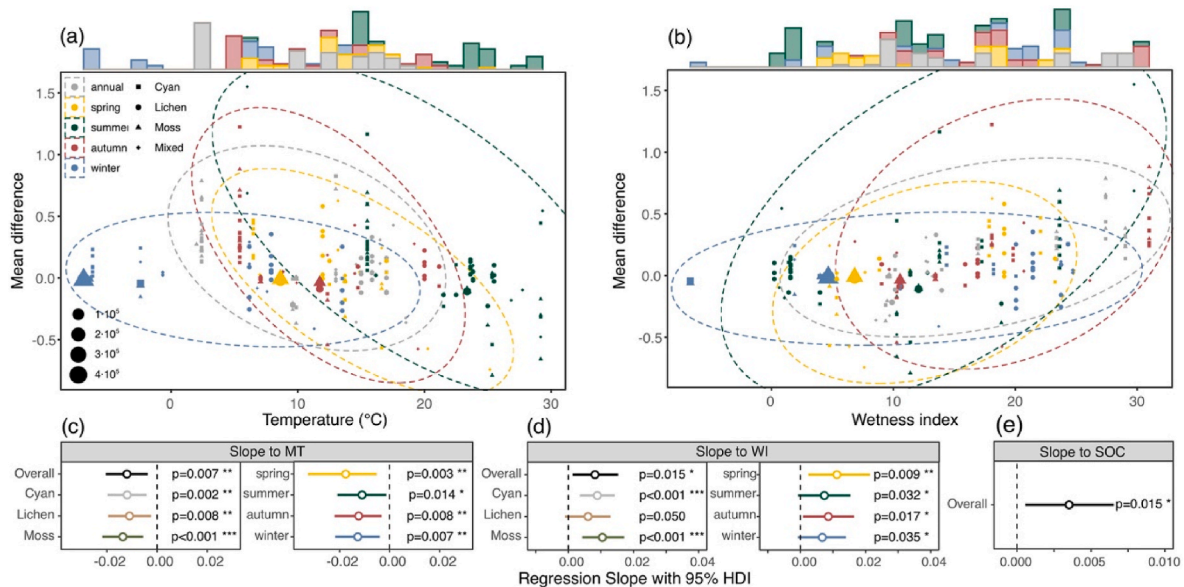 (a)
annual Cyan
spring Lichen
summer Moss
autumn Mixed
winter
Mean difference
1.5
1.0
0.5
0.0
-0.5
1·10⁵
2·10⁵
3·10⁵
4·10⁵
0 10 20 30
Temperature (°C)
(b)
Mean difference
1.5
1.0
0.5
0.0
-0.5
0 10 20 30
Wetness index
(c)
Slope to MT
Overall p=0.007 **
Cyan p=0.002 **
Lichen p=0.008 **
Moss p<0.001 ***
-0.02 0.00 0.02
spring p=0.003 **
summer p=0.014 *
autumn p=0.008 **
winter p=0.007 **
-0.02 0.00 0.02
(d)
Slope to WI
Overall p=0.015 *
Cyan p<0.001 ***
Lichen p=0.050
Moss p<0.001 ***
0.00 0.02 0.04
spring p=0.009 **
summer p=0.032 *
autumn p=0.017 *
winter p=0.035 *
0.00 0.02 0.04
(e)
Slope to SOC
Overall p=0.015 *
0.000 0.005 0.010
Regression Slope with 95% HDI